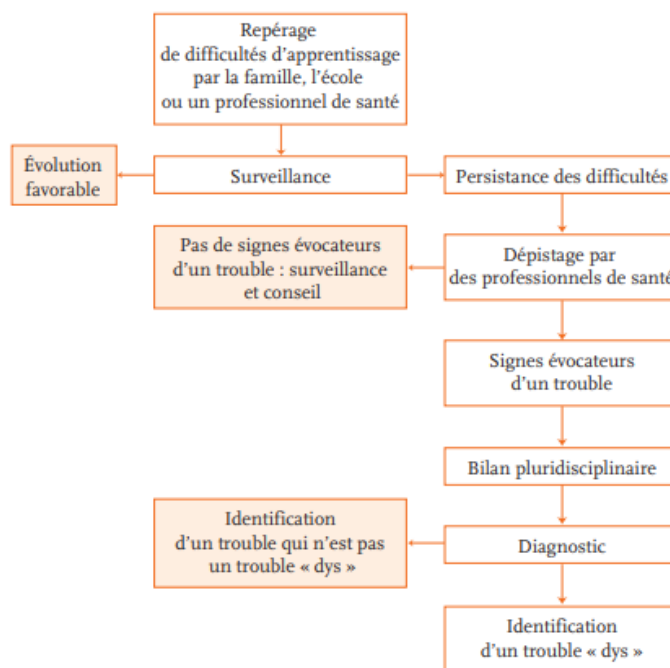 Repérage
de difficultés d’apprentissage
par la famille, l’école
ou un professionnel de santé
Évolution
favorable
Surveillance
Persistance des difficultés
Pas de signes évocateurs
d’un trouble : surveillance
et conseil
Dépistage par
des professionnels de santé
Signes évocateurs
d’un trouble
Bilan pluridisciplinaire
Identification
d’un trouble qui n’est pas
un trouble « dys »
Diagnostic
Identification
d’un trouble « dys »